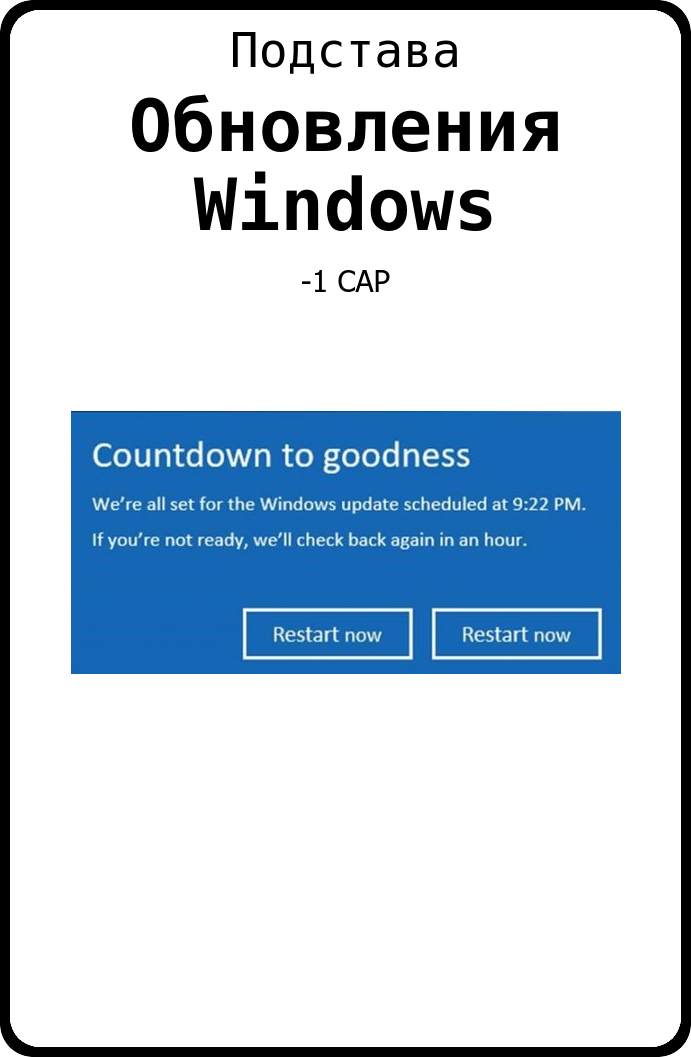 Подстава
Обновления
Windows
-1 CAP
Countdown to goodness
We're all set for the Windows update scheduled at 9:22 PM.
If you're not ready, we'll check back again in an hour.
Restart now Restart now